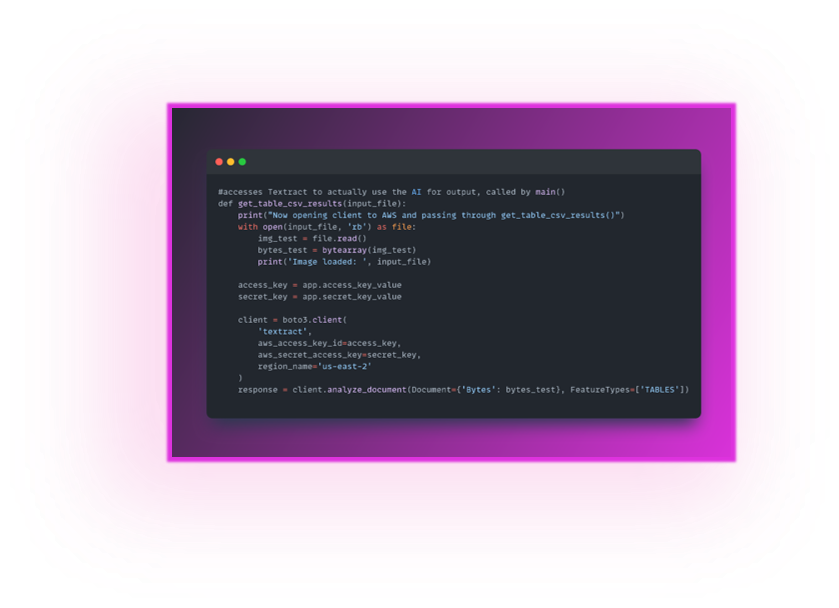 #accesses Textract to actually use the AI for output, called by main()
def get_table_csv_results(input_file):
    print("Now opening client to AWS and passing through get_table_csv_results()")
    with open(input_file, 'rb') as file:
        img_test = file.read()
        bytes_test = bytearray(img_test)
        print('Image loaded: ', input_file)

    access_key = app.access_key_value
    secret_key = app.secret_key_value

    client = boto3.client(
        'textract',
        aws_access_key_id=access_key,
        aws_secret_access_key=secret_key,
        region_name='us-east-2'
    )
    response = client.analyze_document(Document={'Bytes': bytes_test}, FeatureTypes=['TABLES'])